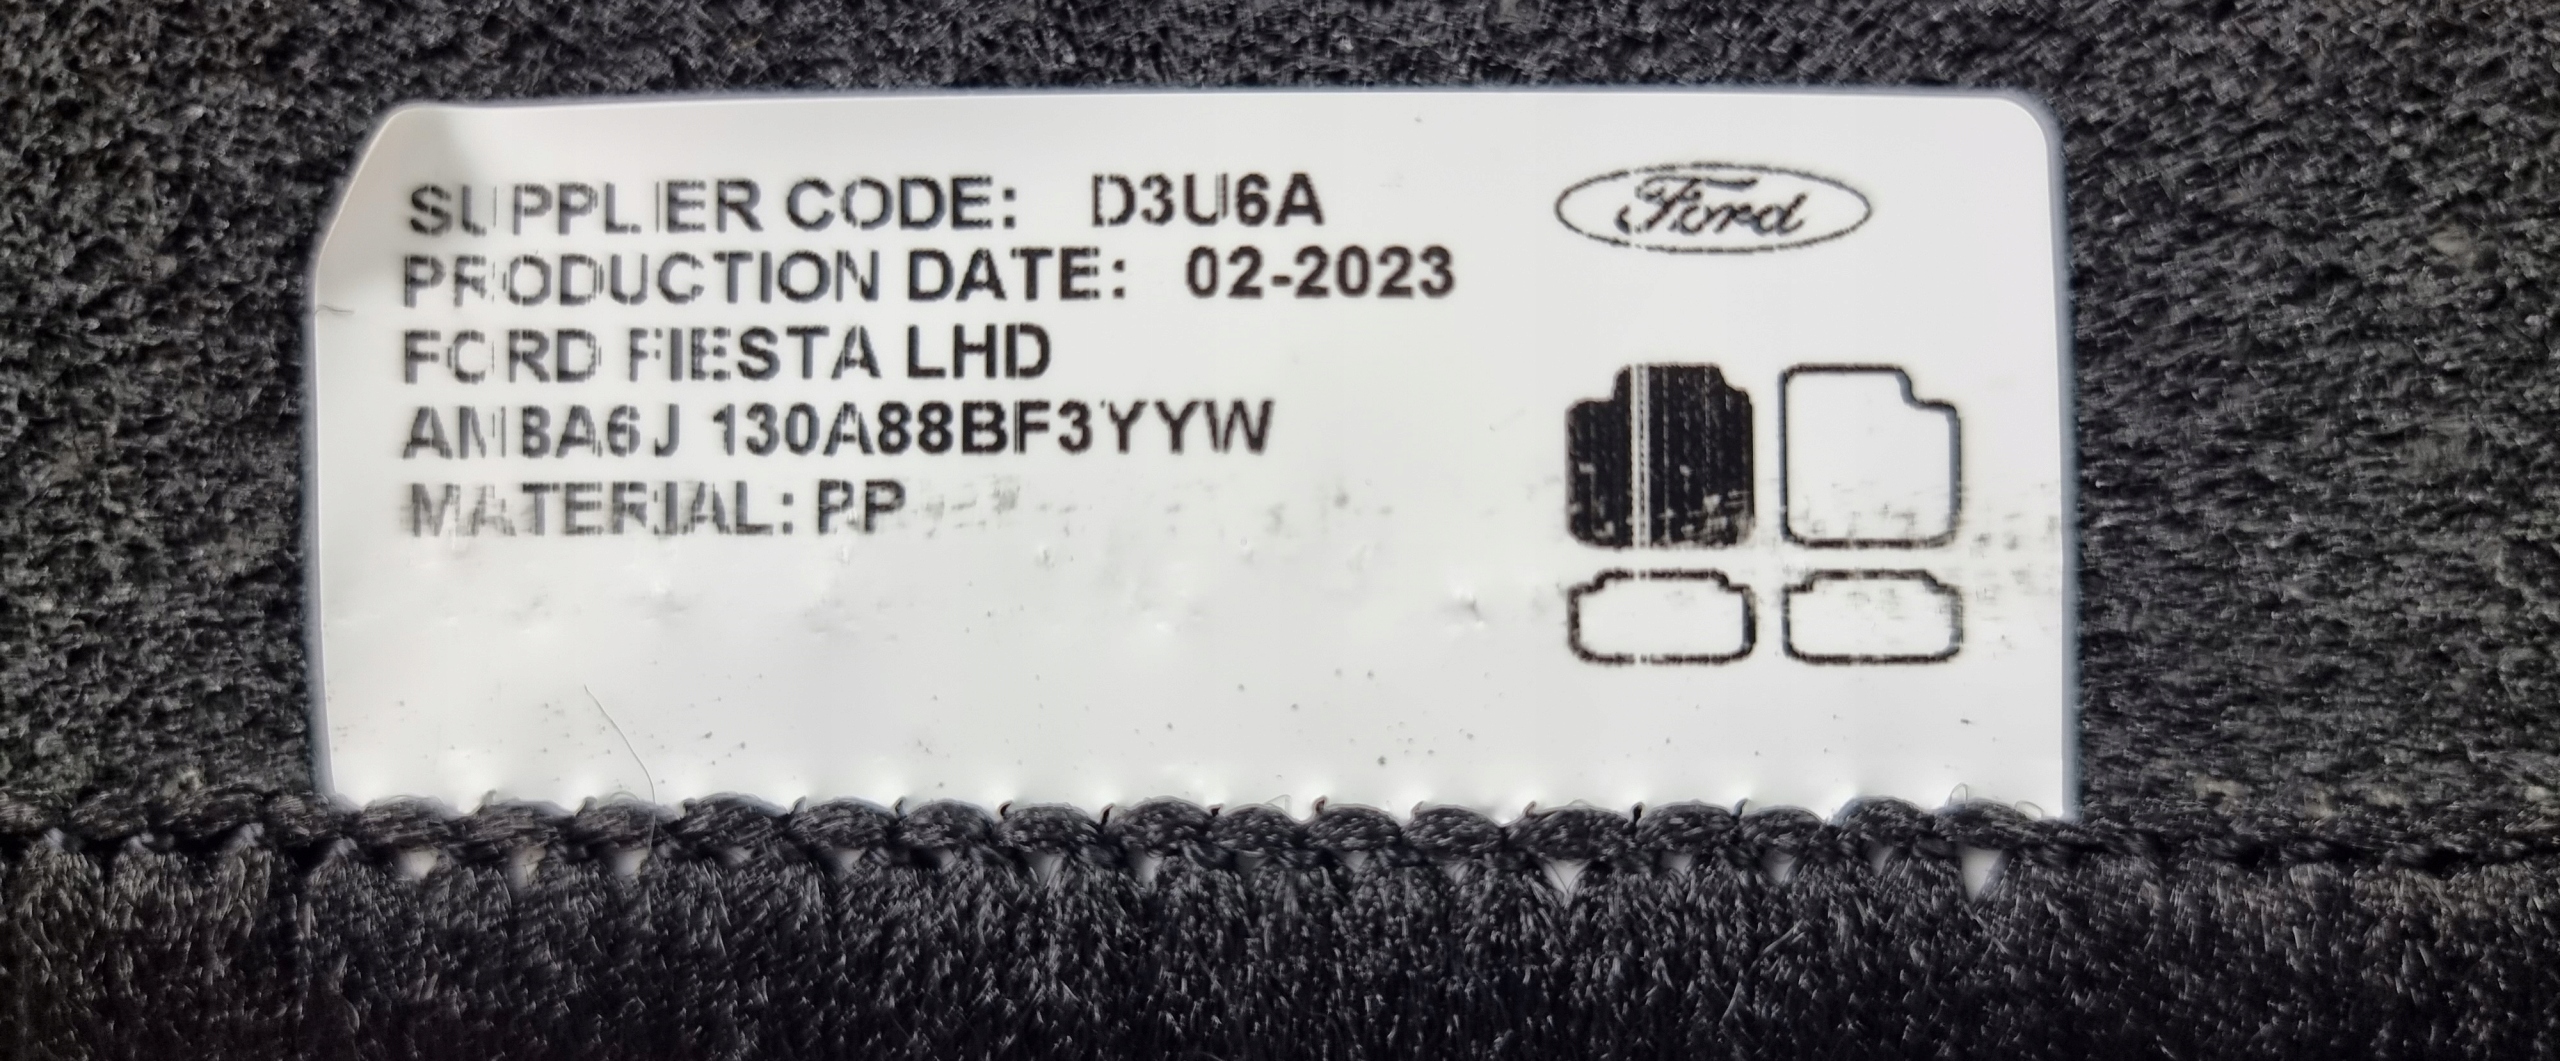 SUPPLIER CODE: D3U6A
Ford
PRODUCTION DATE: 02-2023
FORD FIESTA LHD
AMBA6J 130A88BF3YYW
MATERIAL: PP